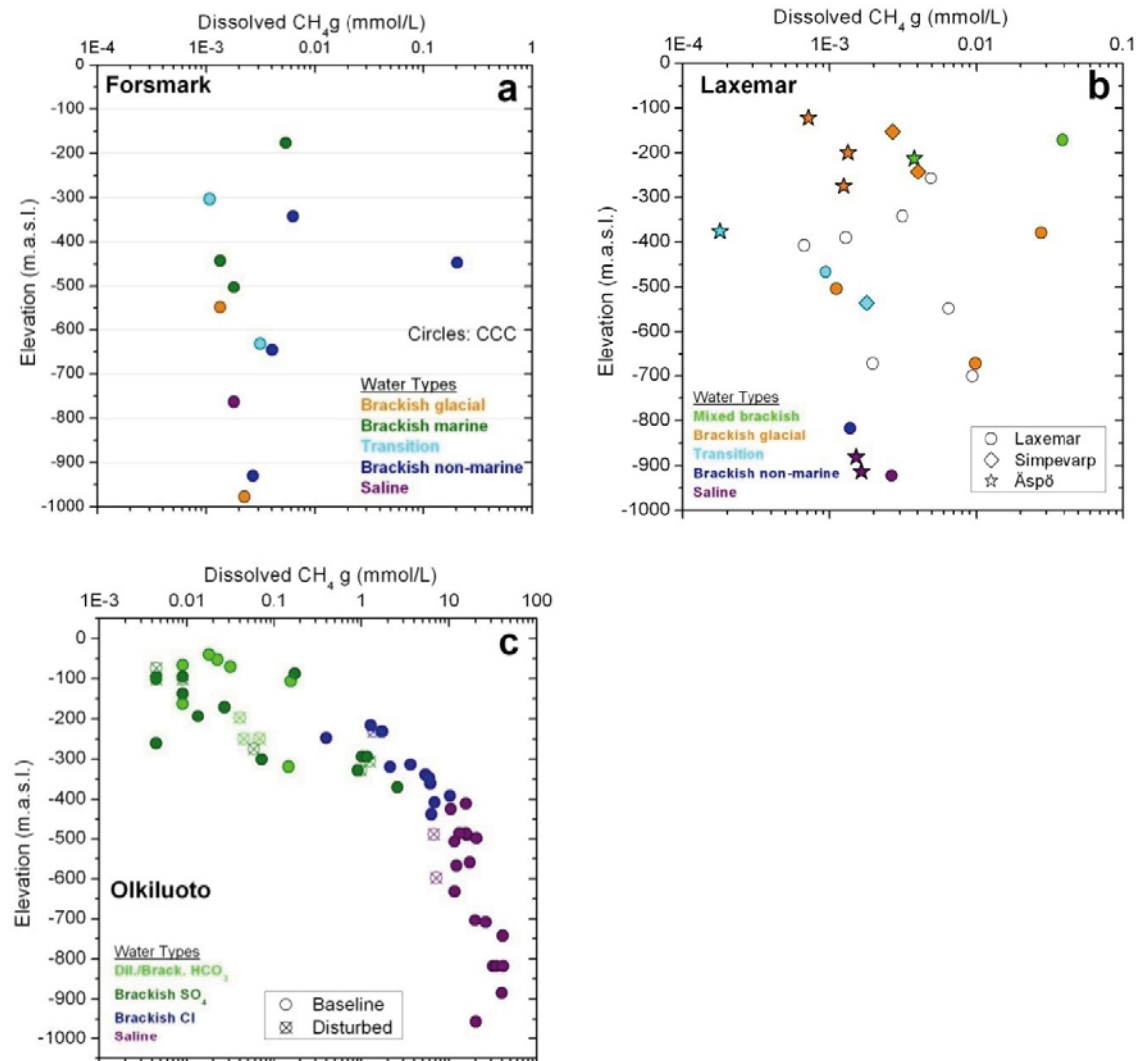 Dissolved CH4g (mmol/L)
1E-4 1E-3 0.01 0.1 1
0
-100
-200
-300
-400
-500
-600
-700
-800
-900
-1000
Elevation (m.a.s.l.)
Forsmark
a
Circles: CCC
Water Types
Brackish glacial
Brackish marine
Transition
Brackish non-marine
Saline
Dissolved CH4g (mmol/L)
1E-4 1E-3 0.01 0.1
0
-100
-200
-300
-400
-500
-600
-700
-800
-900
-1000
Elevation (m.a.s.l.)
Laxemar
b
Water Types
Mixed brackish
Brackish glacial
Transition
Brackish non-marine
Saline
Laxemar
Simpevarp
Äspö
Dissolved CH4 g (mmol/L)
1E-3 0.01 0.1 1 10 100
0
-100
-200
-300
-400
-500
-600
-700
-800
-900
-1000
Elevation (m.a.s.l.)
c
Olkiluoto
Water Types
Dil./Brack. HCO3
Brackish SO4
Brackish Cl
Saline
Baseline
Disturbed